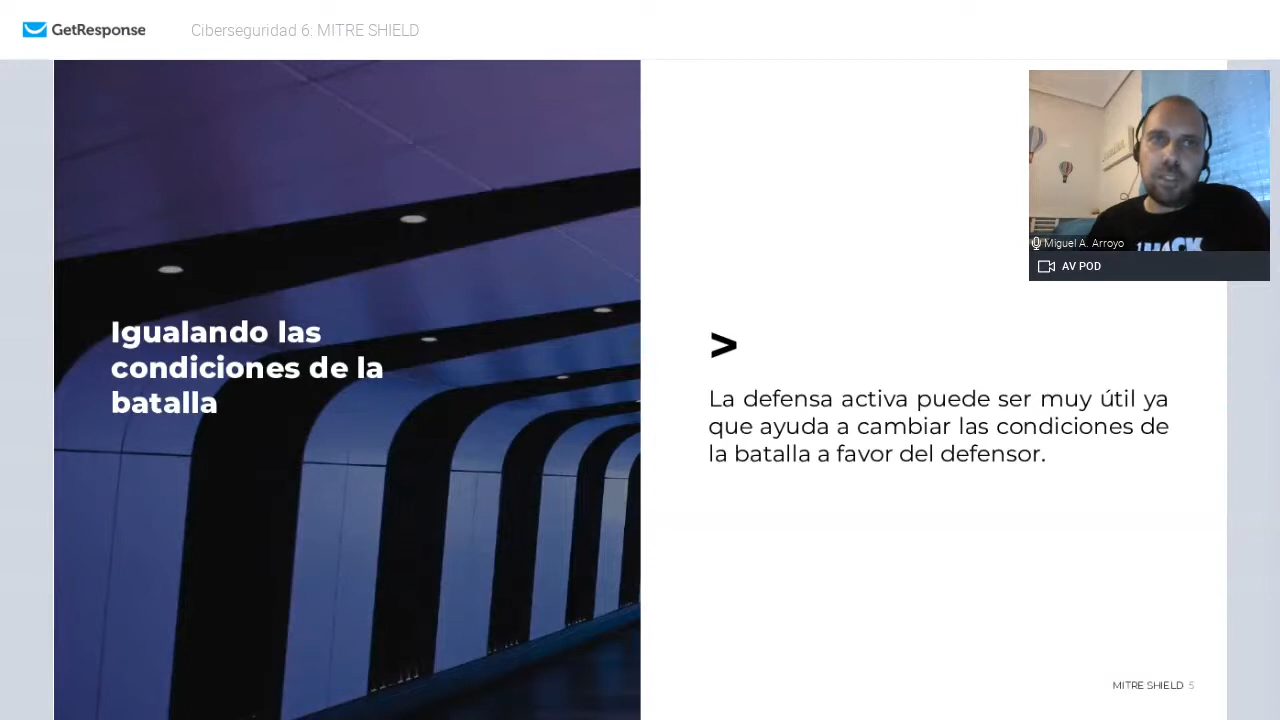 GetResponse
Ciberseguridad 6: MITRE SHIELD
Miguel A. Arroyo
AV POD
Igualando las
condiciones de la
batalla
>
La defensa activa puede ser muy útil ya
que ayuda a cambiar las condiciones de
la batalla a favor del defensor.
MITRE SHIELD 5